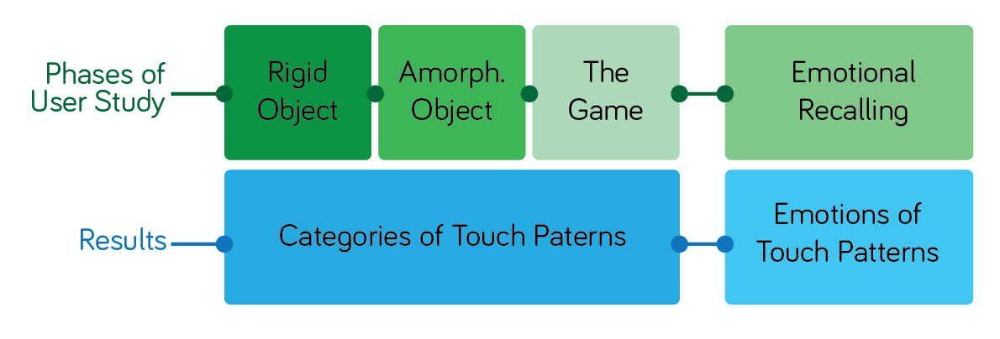 Phases of
User Study
Rigid
Object
Amorph.
Object
The
Game
Emotional
Recalling
Results
Categories of Touch Paterns
Emotions of
Touch Patterns